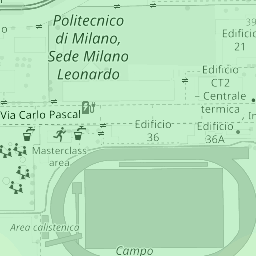 Politecnico
di Milano,
Sede Milano
Leonardo
Edificio
21
Edificio
CT2
– Centrale
termica
Via Carlo Pascal
Edificio
36
Edificio
36A
Masterclass
area
Area calistenica
Campo